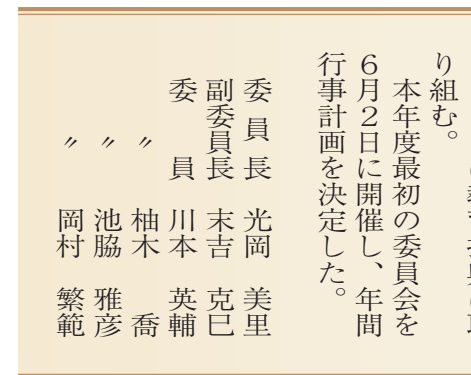 り組む。
　本年度最初の委員会を
６月２日に開催し、年間
行事計画を決定した。
委員長　光岡　美里
副委員長　末吉　克巳
委員　川本　英輔
〃　柚木　喬
〃　池脇　雅彦
〃　岡村　繁範